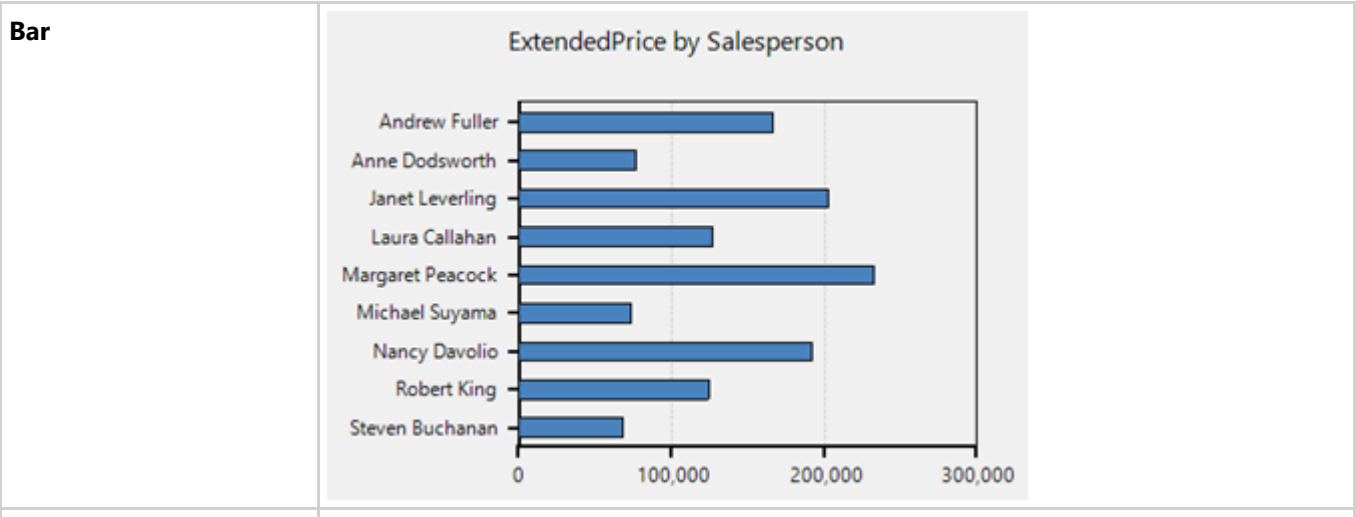 Bar
ExtendedPrice by Salesperson
Andrew Fuller
Anne Dodsworth
Janet Leverling
Laura Callahan
Margaret Peacock
Michael Suyama
Nancy Davolio
Robert King
Steven Buchanan
0 100,000 200,000 300,000